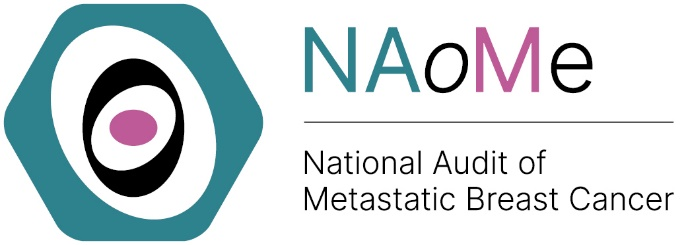 NAoMe
National Audit of
Metastatic Breast Cancer